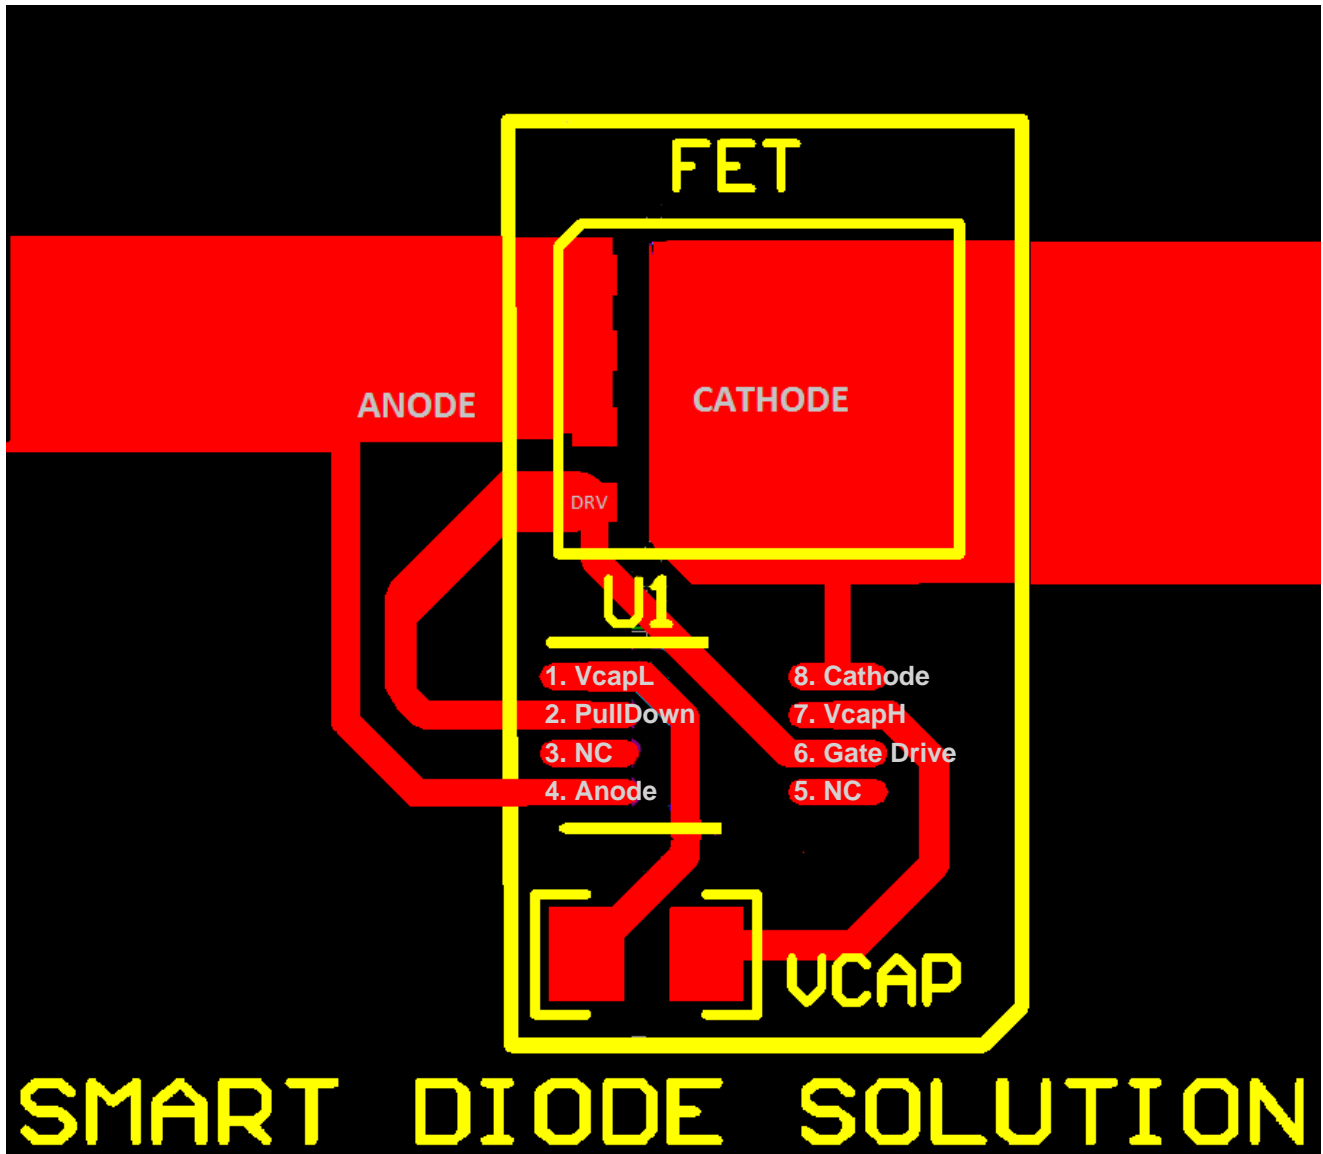 FET
ANODE
CATHODE
DRV
U1
1. VcapL
2. PullDown
3. NC
4. Anode
8. Cathode
7. VcapH
6. Gate Drive
5. NC
VCAP
SMART DIODE SOLUTION